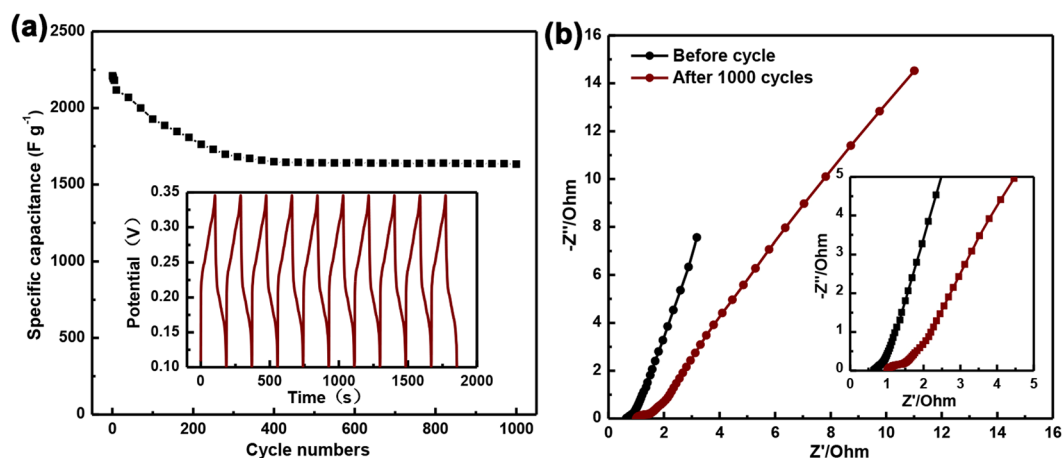 (a)
2500
2000
1500
1000
500
0
Specific capacitance (F g⁻¹)
0 200 400 600 800 1000
Cycle numbers
0.35
0.30
0.25
0.20
0.15
0.10
Potential (V)
0 500 1000 1500 2000
Time (s)
(b)
16
14
12
10
8
6
4
2
0
-Z''/Ohm
Before cycle
After 1000 cycles
0 2 4 6 8 10 12 14 16
Z'/Ohm
5
4
3
2
1
0
-Z''/Ohm
0 1 2 3 4 5
Z'/Ohm